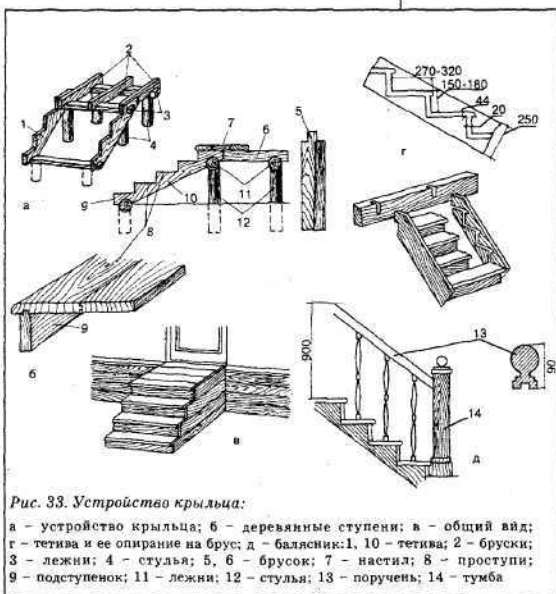 2
1
3
4
а
7
6
5
9
10
11
12
8
270-320
150-180
44
20
250
г
9
б
в
900
13
90
14
д
Рис. 33. Устройство крыльца:
а – устройство крыльца; б – деревянные ступени; в – общий вид;
г – тетива и ее опирание на брус; д – балясник:1, 10 – тетива; 2 – бруски;
3 – лежни; 4 – стулья; 5, 6 – брусок; 7 – настил; 8 – проступи;
9 – подступенок; 11 – лежни; 12 – стулья; 13 – поручень; 14 – тумба